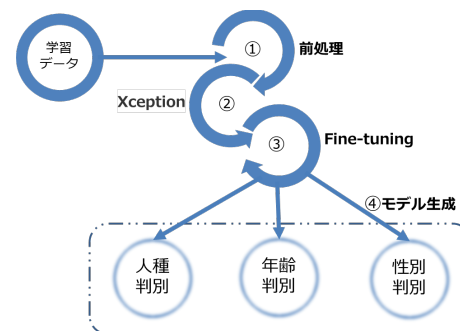 学習
データ
①
前処理
Xception
②
③
Fine-tuning
④モデル生成
人種
判別
年齢
判別
性別
判別